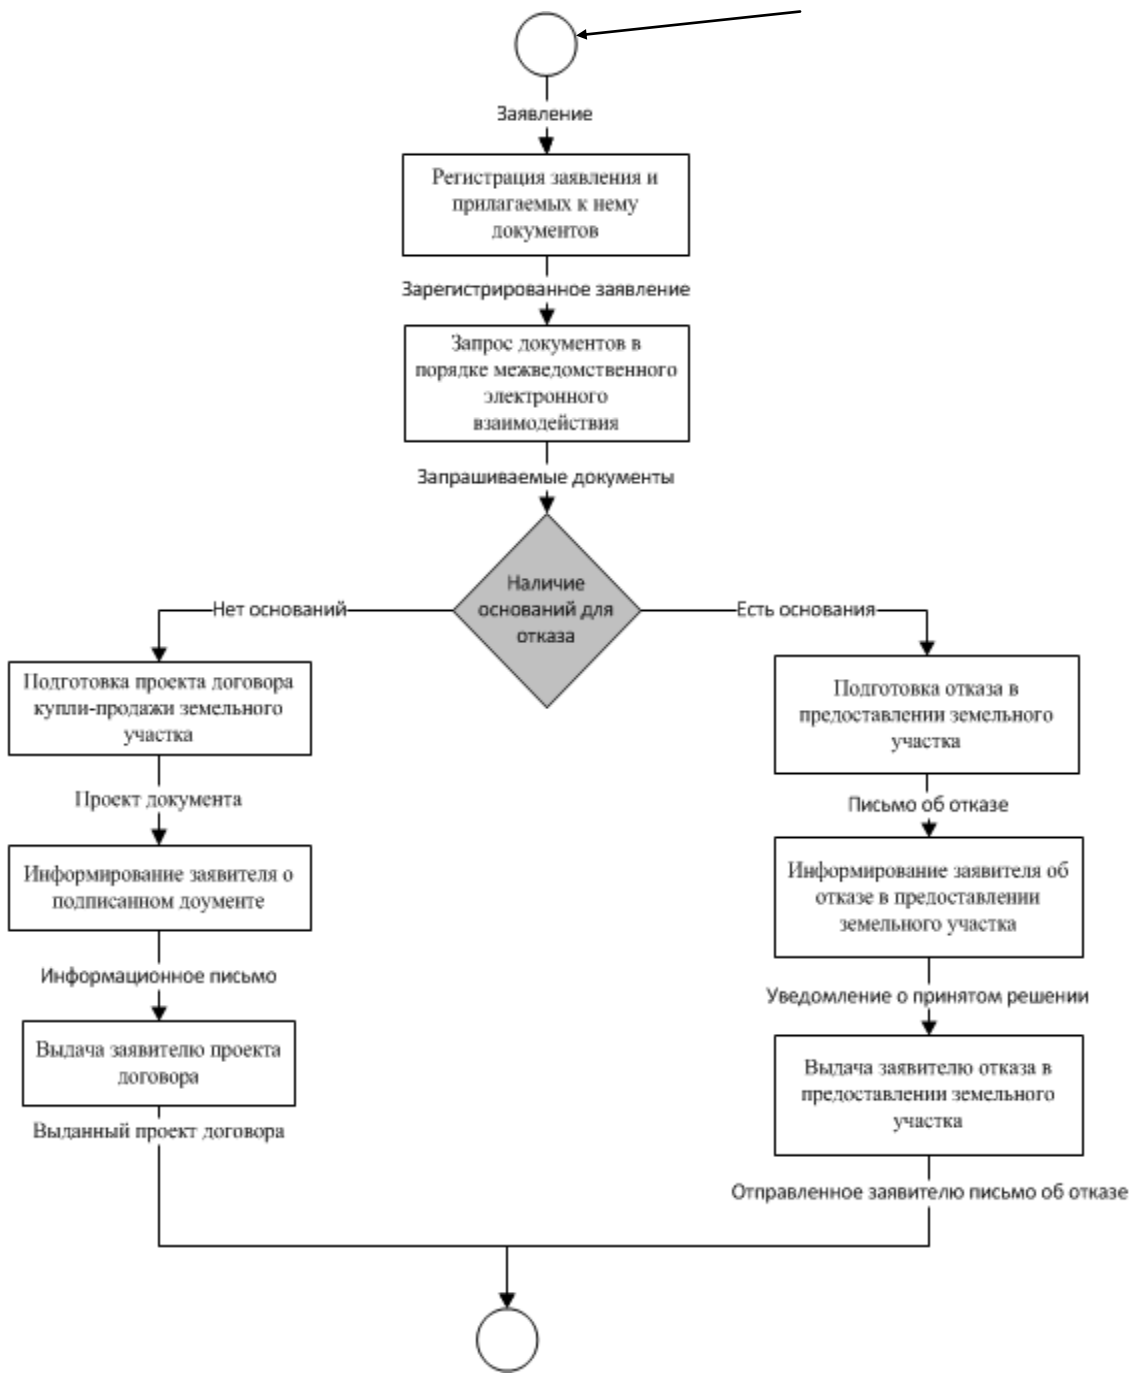 Заявление
Регистрация заявления и
прилагаемых к нему
документов
Зарегистрированное заявление
Запрос документов в
порядке межведомственного
электронного
взаимодействия
Запрашиваемые документы
Наличие
оснований для
отказа
Нет оснований
Есть основания
Подготовка проекта договора
купли-продажи земельного
участка
Проект документа
Информирование заявителя о
подписанном доументе
Информационное письмо
Выдача заявителю проекта
договора
Выданный проект договора
Подготовка отказа в
предоставлении земельного
участка
Письмо об отказе
Информирование заявителя об
отказе в предоставлении
земельного участка
Уведомление о принятом решении
Выдача заявителю отказа в
предоставлении земельного
участка
Отправленное заявителю письмо об отказе